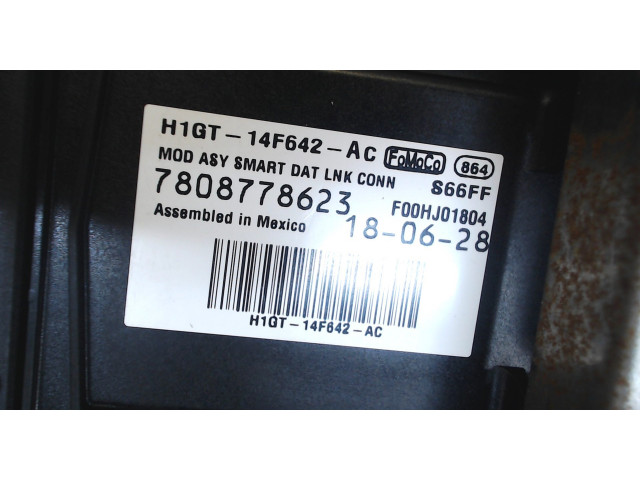 H1GT-14F642-AC FoMoCo 864
MOD ASY SMART DAT LNK CONN S66FF
7808778623 F00HJ01804
Assembled in Mexico 18-06-28
H1GT-14F642-AC